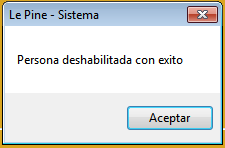 Le Pine - Sistema
Persona deshabilitada con exito
Aceptar